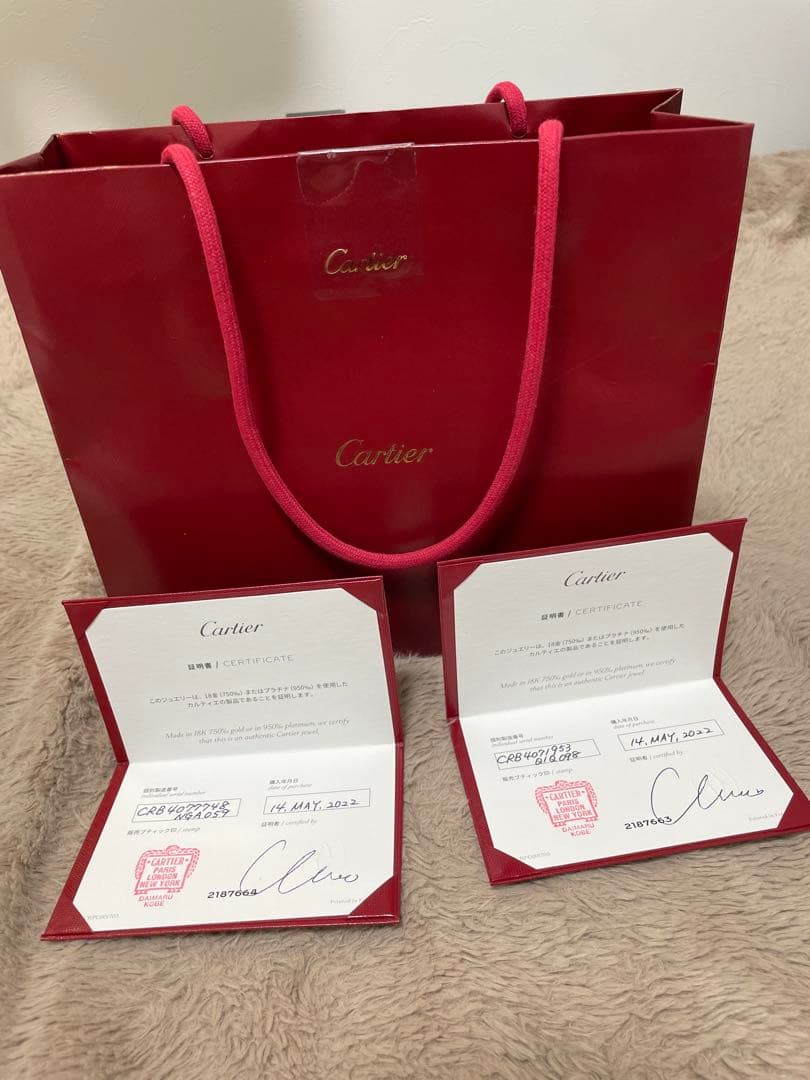 Cartier
Cartier
Cartier
証明書 / CERTIFICATE
このジュエリーは、18金 (750‰) またはプラチナ (950‰) を使用した
カルティエの製品であることを証明します。
Made in 18K 750‰ gold or in 950‰ platinum, we certify
that this is an authentic Cartier jewel.
個別製造番号
individual serial number
CRB4077748
NGA059
購入年月日
date of purchase
14. MAY, 2022
販売ブティック印 / stamp
証明者 / certified by
CARTIER
PARIS
LONDON
NEW YORK
DAIMARU
KOBE
2187664
Cartier
証明書 / CERTIFICATE
このジュエリーは、18金 (750‰) またはプラチナ (950‰) を使用した
カルティエの製品であることを証明します。
Made in 18K 750‰ gold or in 950‰ platinum, we certify
that this is an authentic Cartier jewel.
個別製造番号
individual serial number
CRB4071953
購入年月日
date of purchase
14. MAY, 2022
販売ブティック印 / stamp
証明者 / certified by
CARTIER
PARIS
LONDON
NEW YORK
DAIMARU
KOBE
2187663
Printed in